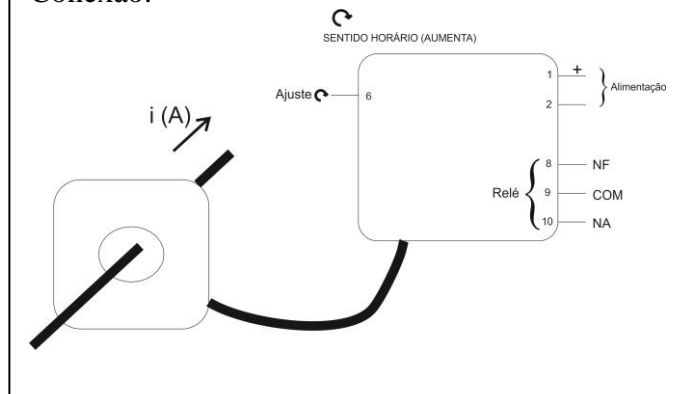 Conexão:
SENTIDO HORÁRIO (AUMENTA)
Ajuste
6
1
+
2
Alimentação
i (A)
Relé
8
NF
9
COM
10
NA